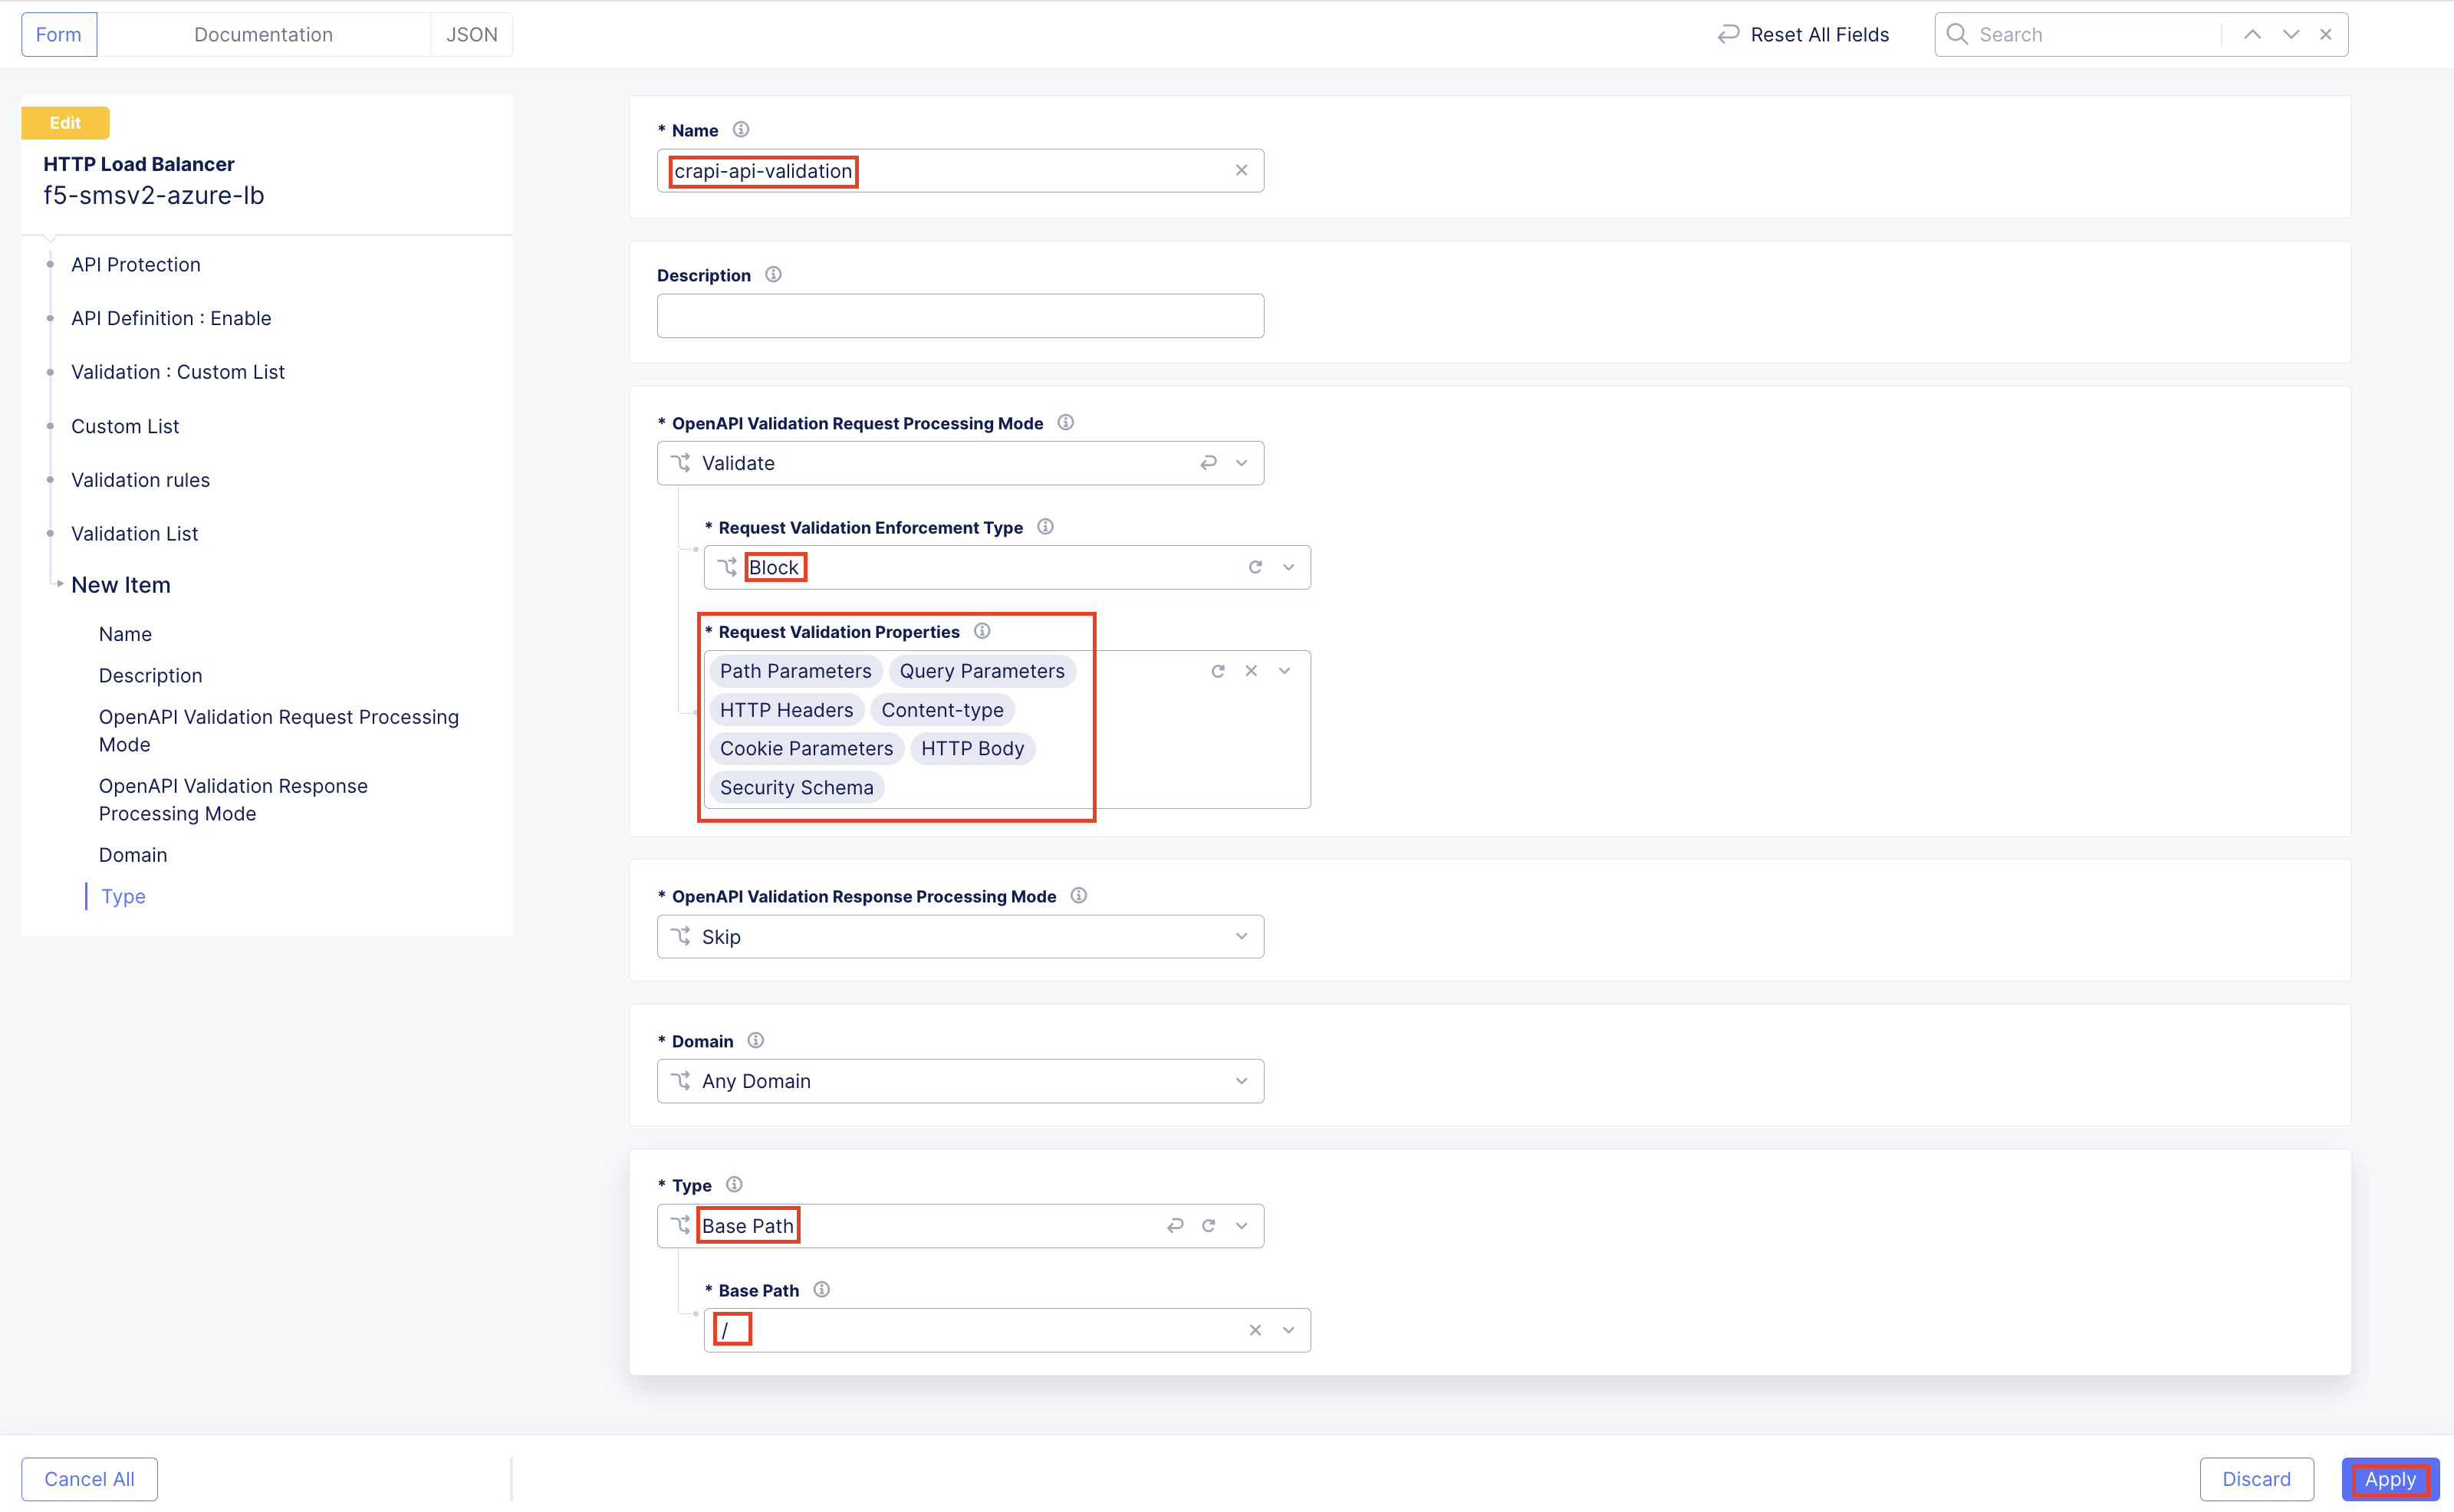 Form
Documentation
JSON
Reset All Fields
Search
Edit
HTTP Load Balancer
f5-smsv2-azure-lb
API Protection
API Definition : Enable
Validation : Custom List
Custom List
Validation rules
Validation List
New Item
Name
Description
OpenAPI Validation Request Processing
Mode
OpenAPI Validation Response
Processing Mode
Domain
Type
* Name
crapi-api-validation
Description
* OpenAPI Validation Request Processing Mode
Validate
* Request Validation Enforcement Type
Block
* Request Validation Properties
Path Parameters Query Parameters
HTTP Headers Content-type
Cookie Parameters HTTP Body
Security Schema
* OpenAPI Validation Response Processing Mode
Skip
* Domain
Any Domain
* Type
Base Path
* Base Path
/
Cancel All
Discard
Apply